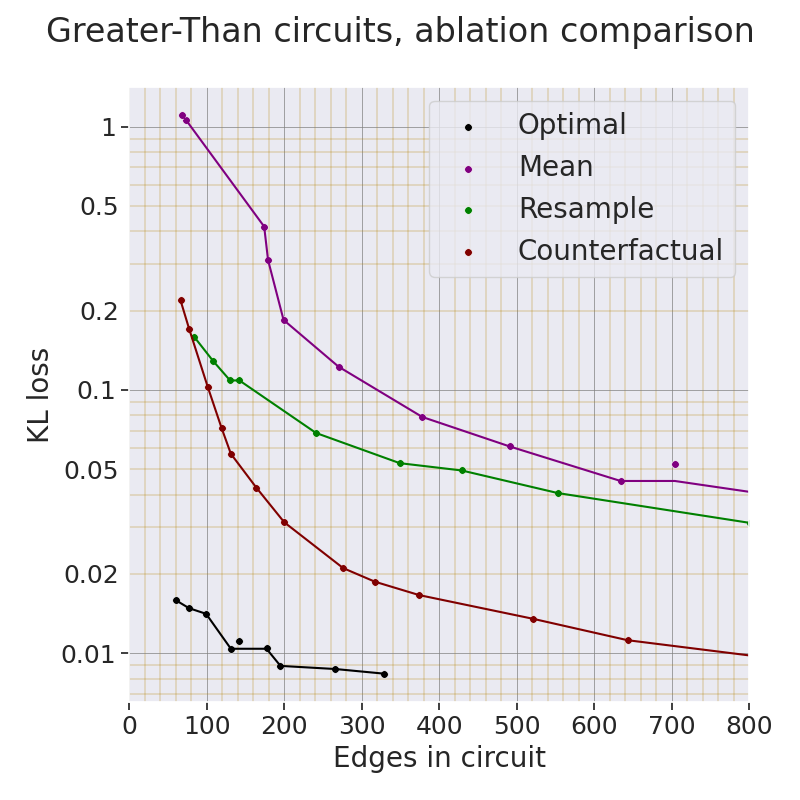 Greater-Than circuits, ablation comparison
Optimal
Mean
Resample
Counterfactual
KL loss
1
0.5
0.2
0.1
0.05
0.02
0.01
0 100 200 300 400 500 600 700 800
Edges in circuit